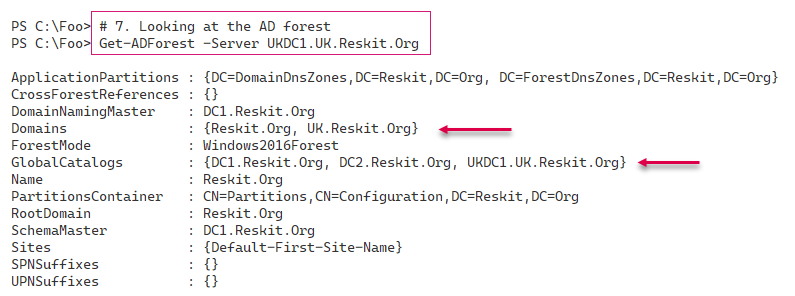 PS C:\Foo> # 7. Looking at the AD forest
PS C:\Foo> Get-ADForest -Server UKDC1.UK.Reskit.Org
ApplicationPartitions : {DC=DomainDnsZones,DC=Reskit,DC=Org, DC=ForestDnsZones,DC=Reskit,DC=Org}
CrossForestReferences : {}
DomainNamingMaster : DC1.Reskit.Org
Domains : {Reskit.Org, UK.Reskit.Org}
ForestMode : Windows2016Forest
GlobalCatalogs : {DC1.Reskit.Org, DC2.Reskit.Org, UKDC1.UK.Reskit.Org}
Name : Reskit.Org
PartitionsContainer : CN=Partitions,CN=Configuration,DC=Reskit,DC=Org
RootDomain : Reskit.Org
SchemaMaster : DC1.Reskit.Org
Sites : {Default-First-Site-Name}
SPNSuffixes : {}
UPNSuffixes : {}